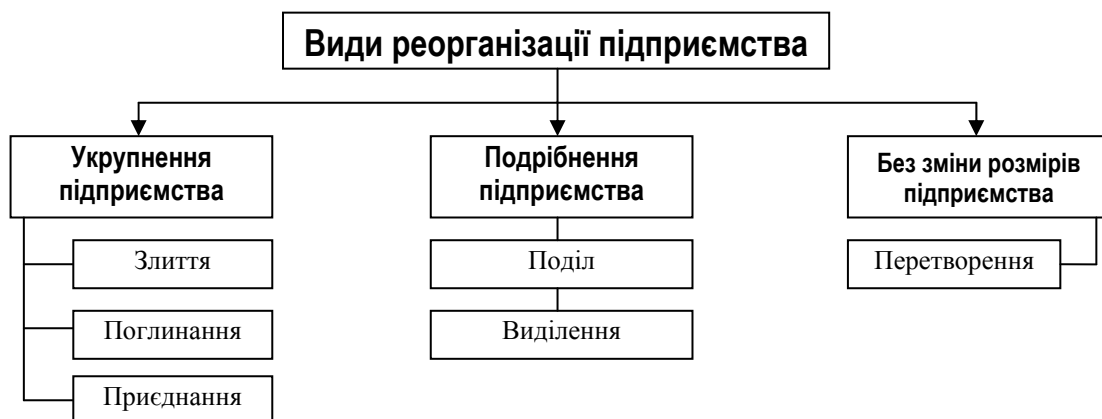 Види реорганізації підприємства
Укрупнення
підприємства
Злиття
Поглинання
Приєднання
Подрібнення
підприємства
Поділ
Виділення
Без зміни розмірів
підприємства
Перетворення